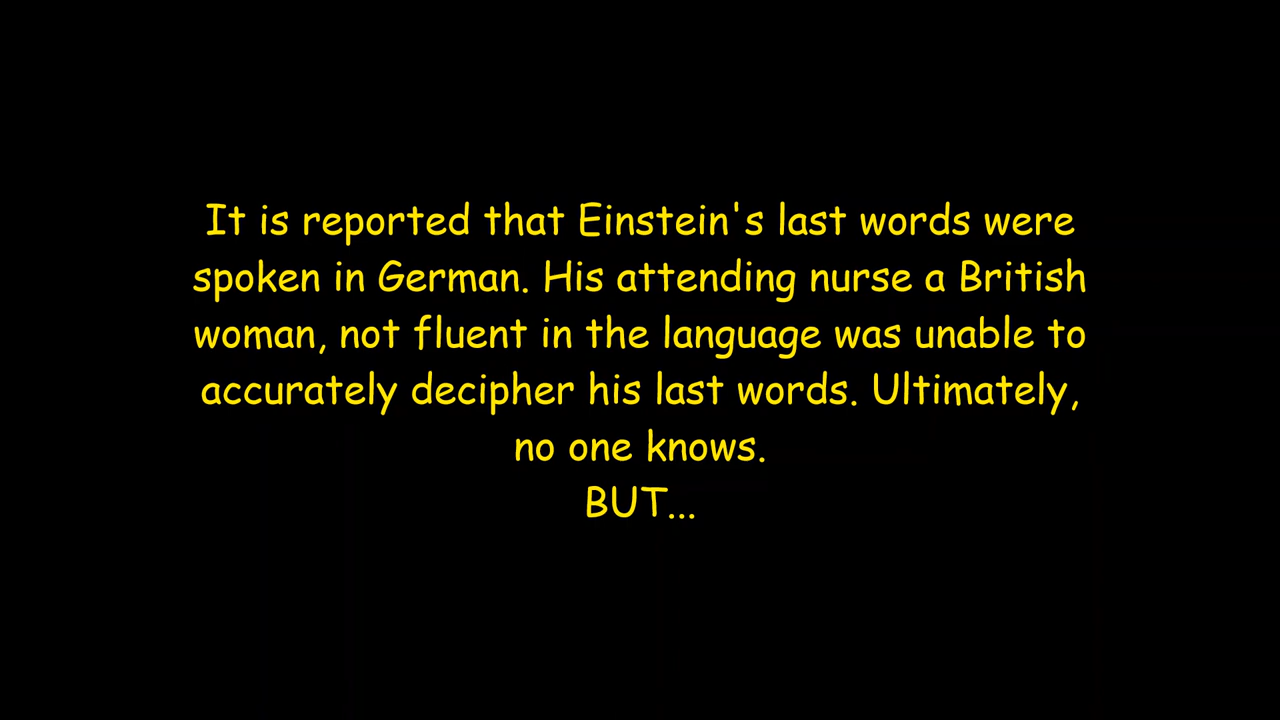 It is reported that Einstein's last words were
spoken in German. His attending nurse a British
woman, not fluent in the language was unable to
accurately decipher his last words. Ultimately,
no one knows.
BUT...